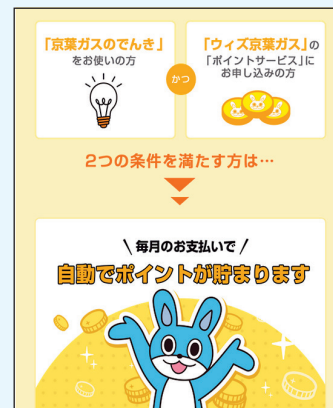 「京葉ガスのでんき」
をお使いの方
かつ
「ウィズ京葉ガス」の
「ポイントサービス」に
お申し込みの方
2つの条件を満たす方は…
毎月のお支払いで
自動でポイントが貯まります